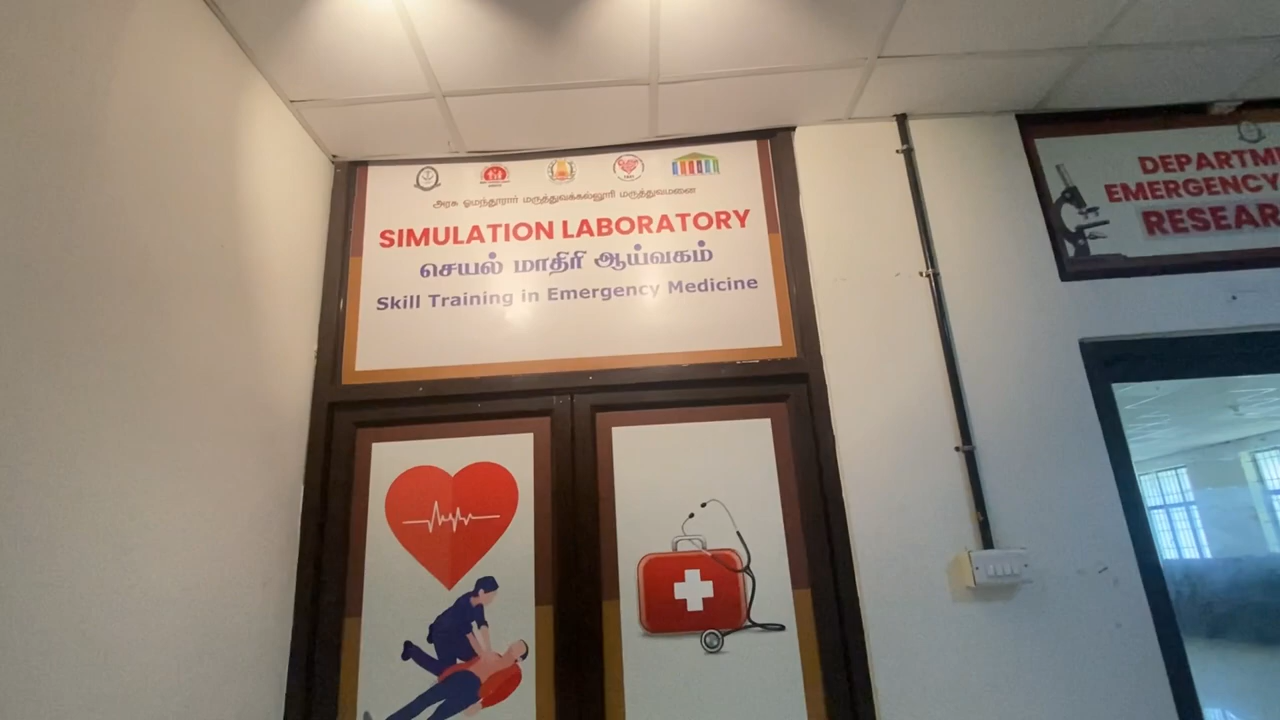 அரசு ஓமந்தூரார் மருத்துவக்கல்லூரி மருத்துவமனை
SIMULATION LABORATORY
செயல் மாதிரி ஆய்வகம்
Skill Training in Emergency Medicine
DEPARTME
EMERGENCY
RESEAR